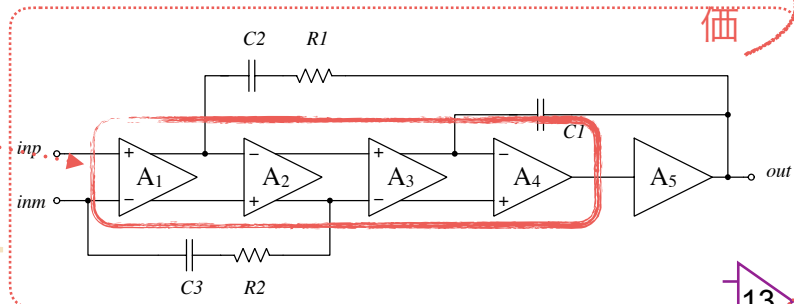 価
C2 R1
C1
inp + A1 − A2 + A3 − A4 A5 out
inm − + − +
C3 R2
13